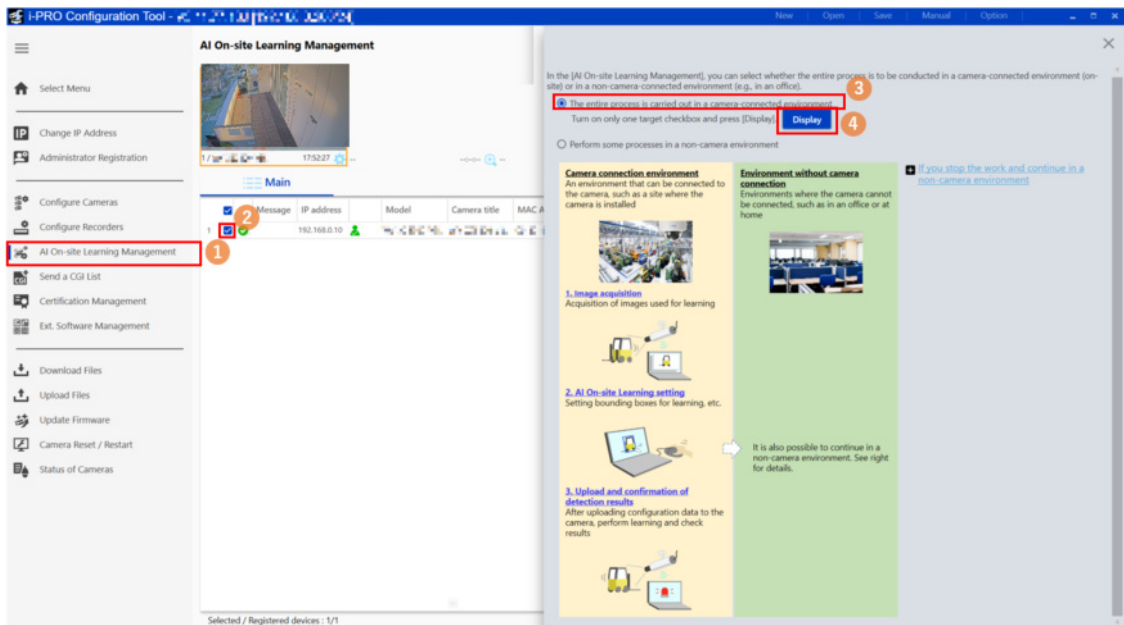 i-PRO Configuration Tool -
New Open Save Manual Option
AI On-site Learning Management
Select Menu
Change IP Address
Administrator Registration
Configure Cameras
Configure Recorders
AI On-site Learning Management
Send a CGI List
Certification Management
Ext. Software Management
Download Files
Upload Files
Update Firmware
Camera Reset / Restart
Status of Cameras
1
17:52:27
Main
Message IP address Model Camera title MAC A
2
1 192.168.0.10
Selected / Registered devices : 1/1
In the [AI On-site Learning Management], you can select whether the entire process is to be conducted in a camera-connected environment (on-
site) or in a non-camera-connected environment (e.g., in an office).
3
The entire process is carried out in a camera-connected environment
Turn on only one target checkbox and press [Display]. Display
4
Perform some processes in a non-camera environment
Camera connection environment
An environment that can be connected to
the camera, such as a site where the
camera is installed
1. Image acquisition
Acquisition of images used for learning
2. AI On-site Learning setting
Setting bounding boxes for learning, etc.
3. Upload and confirmation of
detection results
After uploading configuration data to the
camera, perform learning and check
results
Environment without camera
connection
Environments where the camera cannot
be connected, such as in an office or at
home
It is also possible to continue in a
non-camera environment. See right
for details.
If you stop the work and continue in a
non-camera environment